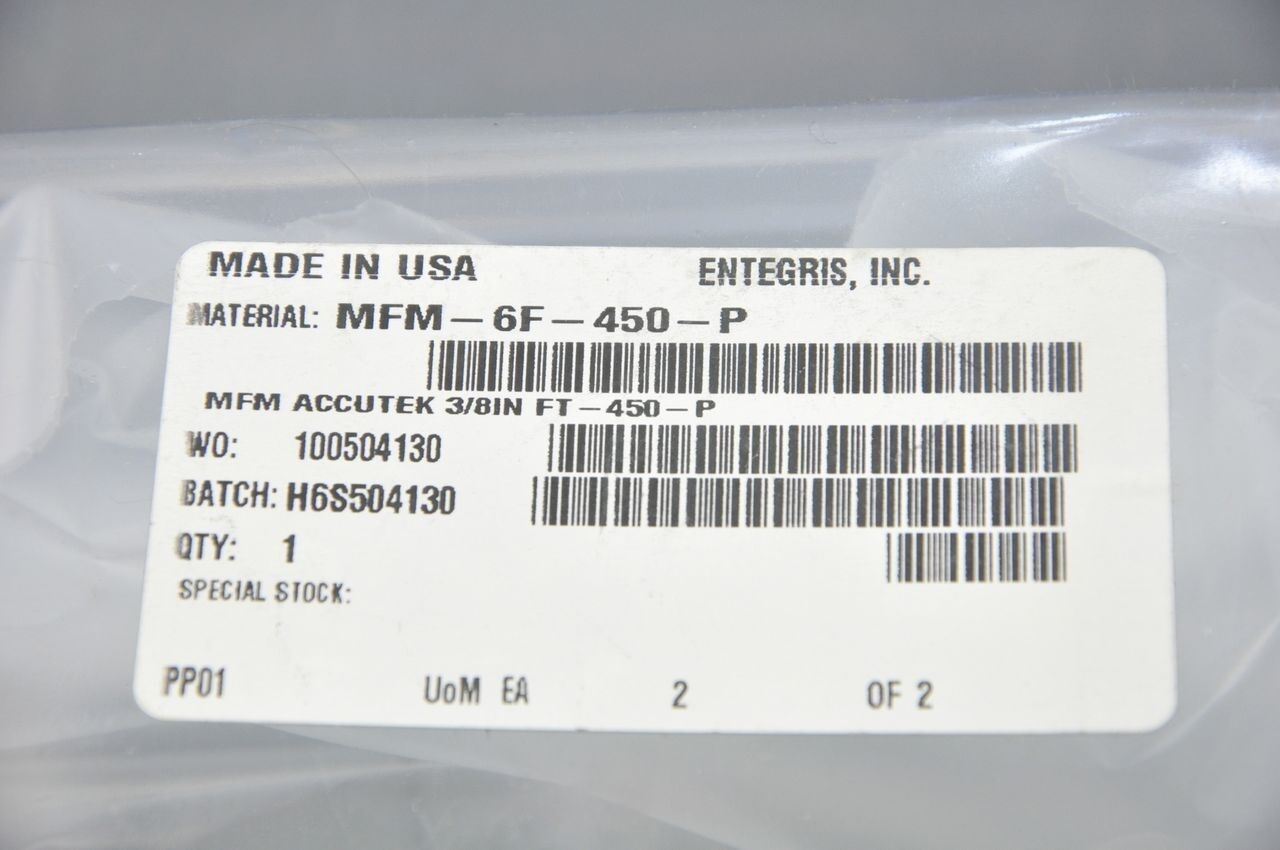 MADE IN USA ENTEGRIS, INC.
MATERIAL: MFM-6F-450-P
MFM ACCUTEK 3/8IN FT-450-P
WO: 100504130
BATCH: H6S504130
QTY: 1
SPECIAL STOCK:
PP01 UoM EA 2 OF 2